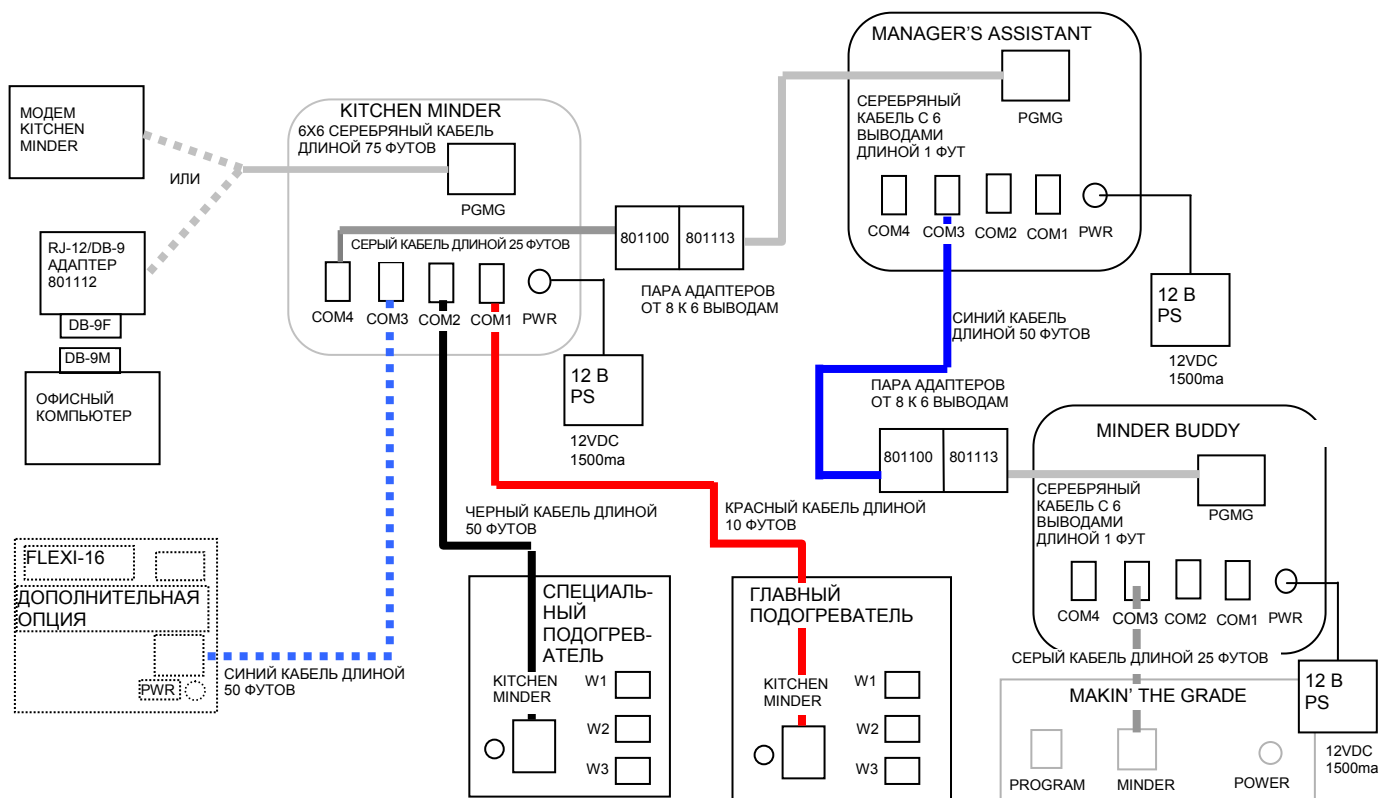 МОДЕМ
KITCHEN
MINDER
ИЛИ
RJ-12/DB-9
АДАПТЕР
801112
DB-9F
DB-9M
ОФИСНЫЙ
КОМПЬЮТЕР
KITCHEN MINDER
6X6 СЕРЕБРЯНЫЙ КАБЕЛЬ
ДЛИНОЙ 75 ФУТОВ
PGMG
СЕРЫЙ КАБЕЛЬ ДЛИНОЙ 25 ФУТОВ
COM4
COM3
COM2
COM1
PWR
12 В
PS
12VDC
1500ma
801100
801113
ПАРА АДАПТЕРОВ
ОТ 8 К 6 ВЫВОДАМ
MANAGER'S ASSISTANT
СЕРЕБРЯНЫЙ
КАБЕЛЬ С 6
ВЫВОДАМИ
ДЛИНОЙ 1 ФУТ
PGMG
COM4
COM3
COM2
COM1
PWR
12 В
PS
12VDC
1500ma
СИНИЙ КАБЕЛЬ
ДЛИНОЙ 50 ФУТОВ
ПАРА АДАПТЕРОВ
ОТ 8 К 6 ВЫВОДАМ
801100
801113
MINDER BUDDY
СЕРЕБРЯНЫЙ
КАБЕЛЬ С 6
ВЫВОДАМИ
ДЛИНОЙ 1 ФУТ
PGMG
COM4
COM3
COM2
COM1
PWR
СЕРЫЙ КАБЕЛЬ ДЛИНОЙ 25 ФУТОВ
12 В
PS
12VDC
1500ma
MAKIN' THE GRADE
PROGRAM
MINDER
POWER
ЧЕРНЫЙ КАБЕЛЬ ДЛИНОЙ
50 ФУТОВ
КРАСНЫЙ КАБЕЛЬ ДЛИНОЙ
10 ФУТОВ
FLEXI-16
ДОПОЛНИТЕЛЬНАЯ
ОПЦИЯ
PWR
СИНИЙ КАБЕЛЬ ДЛИНОЙ
50 ФУТОВ
СПЕЦИАЛЬ-
НЫЙ
ПОДОГРЕВ-
АТЕЛЬ
KITCHEN
MINDER
W1
W2
W3
ГЛАВНЫЙ
ПОДОГРЕВАТЕЛЬ
KITCHEN
MINDER
W1
W2
W3